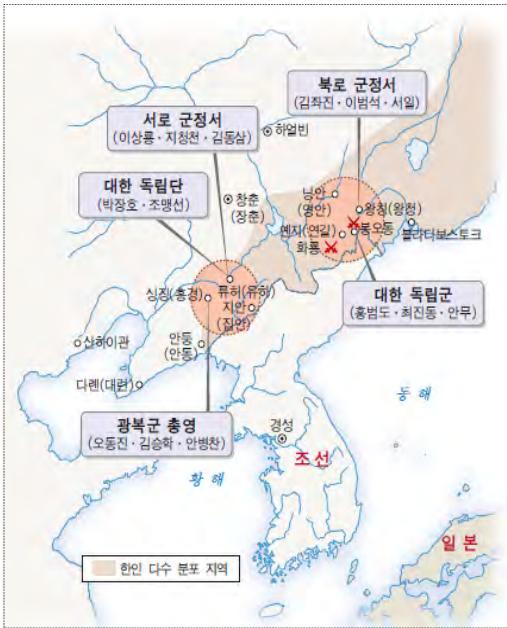 북로 군정서
(김좌진·이범석·서일)
서로 군정서
(이상룡·지청천·김동삼)
하얼빈
대한 독립단
(박장호·조맹선)
창춘
(장춘)
닝안
(영안)
왕칭(왕청)
옌지(연길)
봉오동
화룡
블라디보스토크
싱징(흥경)
류허(유하)
지안
(집안)
대한 독립군
(홍범도·최진동·안무)
산하이관
안둥
(안동)
다롄(대련)
동해
광복군 총영
(오동진·김승학·안병찬)
경성
조선
황해
일본
한인 다수 분포 지역